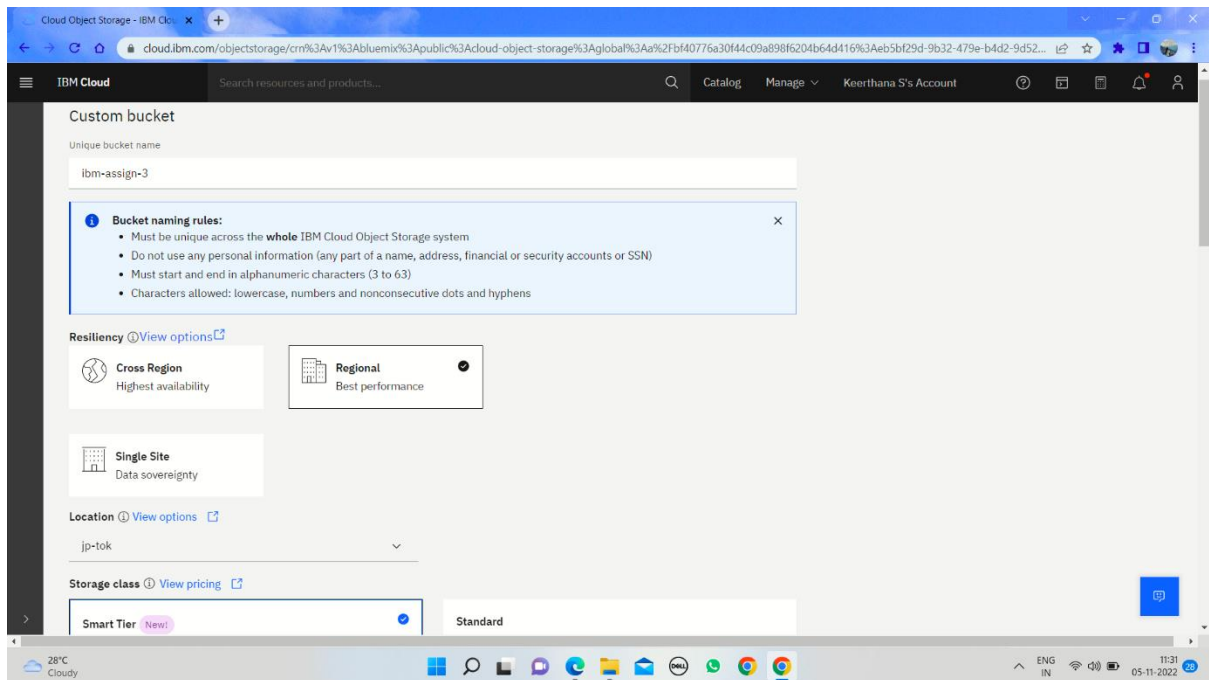 Cloud Object Storage - IBM Clou
cloud.ibm.com/objectstorage/crn%3Av1%3Abluemix%3Apublic%3Acloud-object-storage%3Aglobal%3Aa%2Fbf40776a30f44c09a898f6204b64d416%3Aeb5bf29d-9b32-479e-b4d2-9d52...
IBM Cloud Search resources and products... Catalog Manage Keerthana S's Account
Custom bucket
Unique bucket name
ibm-assign-3
Bucket naming rules:
• Must be unique across the whole IBM Cloud Object Storage system
• Do not use any personal information (any part of a name, address, financial or security accounts or SSN)
• Must start and end in alphanumeric characters (3 to 63)
• Characters allowed: lowercase, numbers and nonconsecutive dots and hyphens
Resiliency View options
Cross Region
Highest availability
Regional
Best performance
Single Site
Data sovereignty
Location View options
jp-tok
Storage class View pricing
Smart Tier New!
Standard
28°C
Cloudy
DELL
ENG
IN
11:31
05-11-2022
28